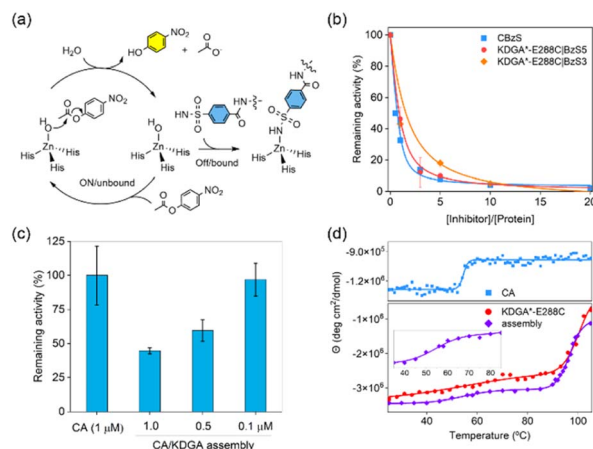 (a)
H₂O
HO
NO₂
+
O
O⁻
HO
O
O
NO₂
Zn
His
His
His
ON/unbound
HO
Zn
His
His
His
Off/bound
O
O
NO₂
O
HN
S
O
O
HN
HN
O
O
S
O
HN
Zn
His
His
His
(b)
Remaining activity (%)
100
80
60
40
20
0
CBzS
KDGA*-E288C|BzS5
KDGA*-E288C|BzS3
0 5 10 15 20
[Inhibitor]/[Protein]
(c)
Remaining activity (%)
125
100
75
50
25
0
CA (1 μM) 1.0 0.5 0.1 μM
CA/KDGA assembly
(d)
Θ (deg cm²/dmol)
-9.0×10⁵
-1.2×10⁶
CA
-1×10⁶
-2×10⁶
-3×10⁶
KDGA*-E288C
assembly
40 50 60 70 80
40 60 80 100
Temperature (ºC)